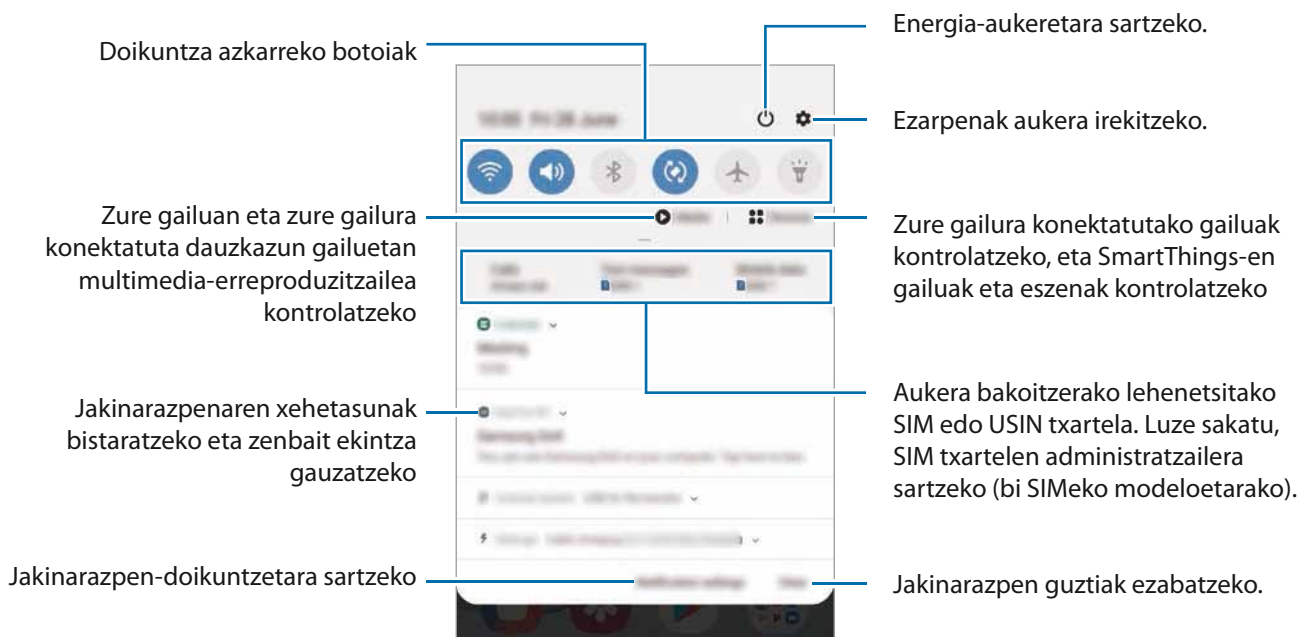 Energia-aukeretara sartzeko.
Doikuntza azkarreko botoiak
Ezarpenak aukera irekitzeko.
Zure gailuan eta zure gailura
konektatuta dauzkazun gailuetan
multimedia-erreproduzitzailea
kontrolatzeko
Zure gailura konektatutako gailuak
kontrolatzeko, eta SmartThings-en
gailuak eta eszenak kontrolatzeko
Aukera bakoitzerako lehenetsitako
SIM edo USIN txartela. Luze sakatu,
SIM txartelen administratzailera
sartzeko (bi SIMeko modeloetarako).
Jakinarazpenaren xehetasunak
bistaratzeko eta zenbait ekintza
gauzatzeko
Jakinarazpen-doikuntzetara sartzeko
Jakinarazpen guztiak ezabatzeko.